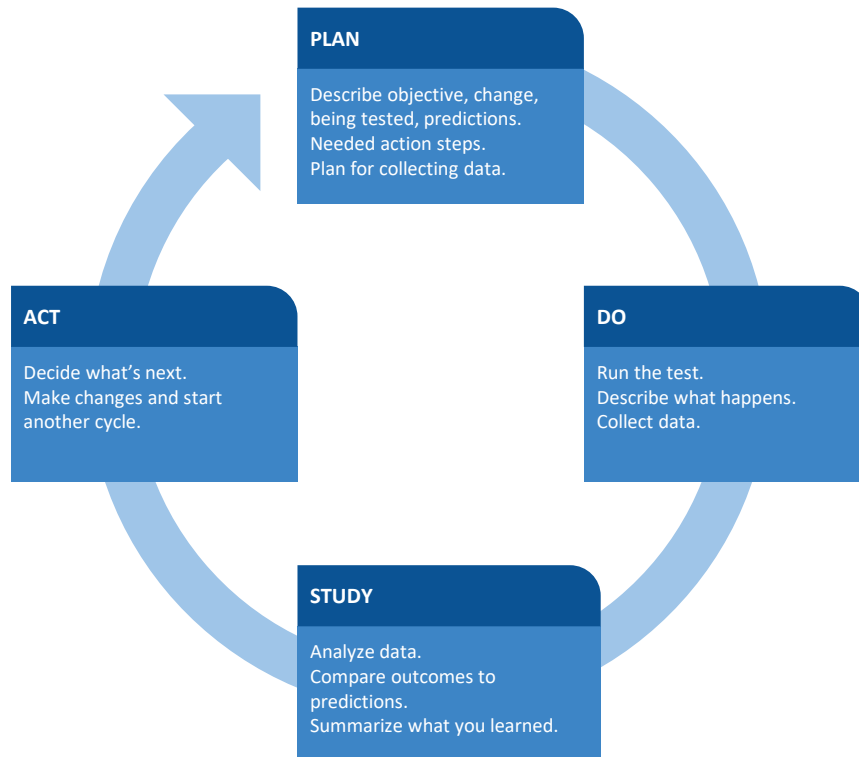 PLAN
Describe objective, change,
being tested, predictions.
Needed action steps.
Plan for collecting data.
DO
Run the test.
Describe what happens.
Collect data.
STUDY
Analyze data.
Compare outcomes to
predictions.
Summarize what you learned.
ACT
Decide what’s next.
Make changes and start
another cycle.